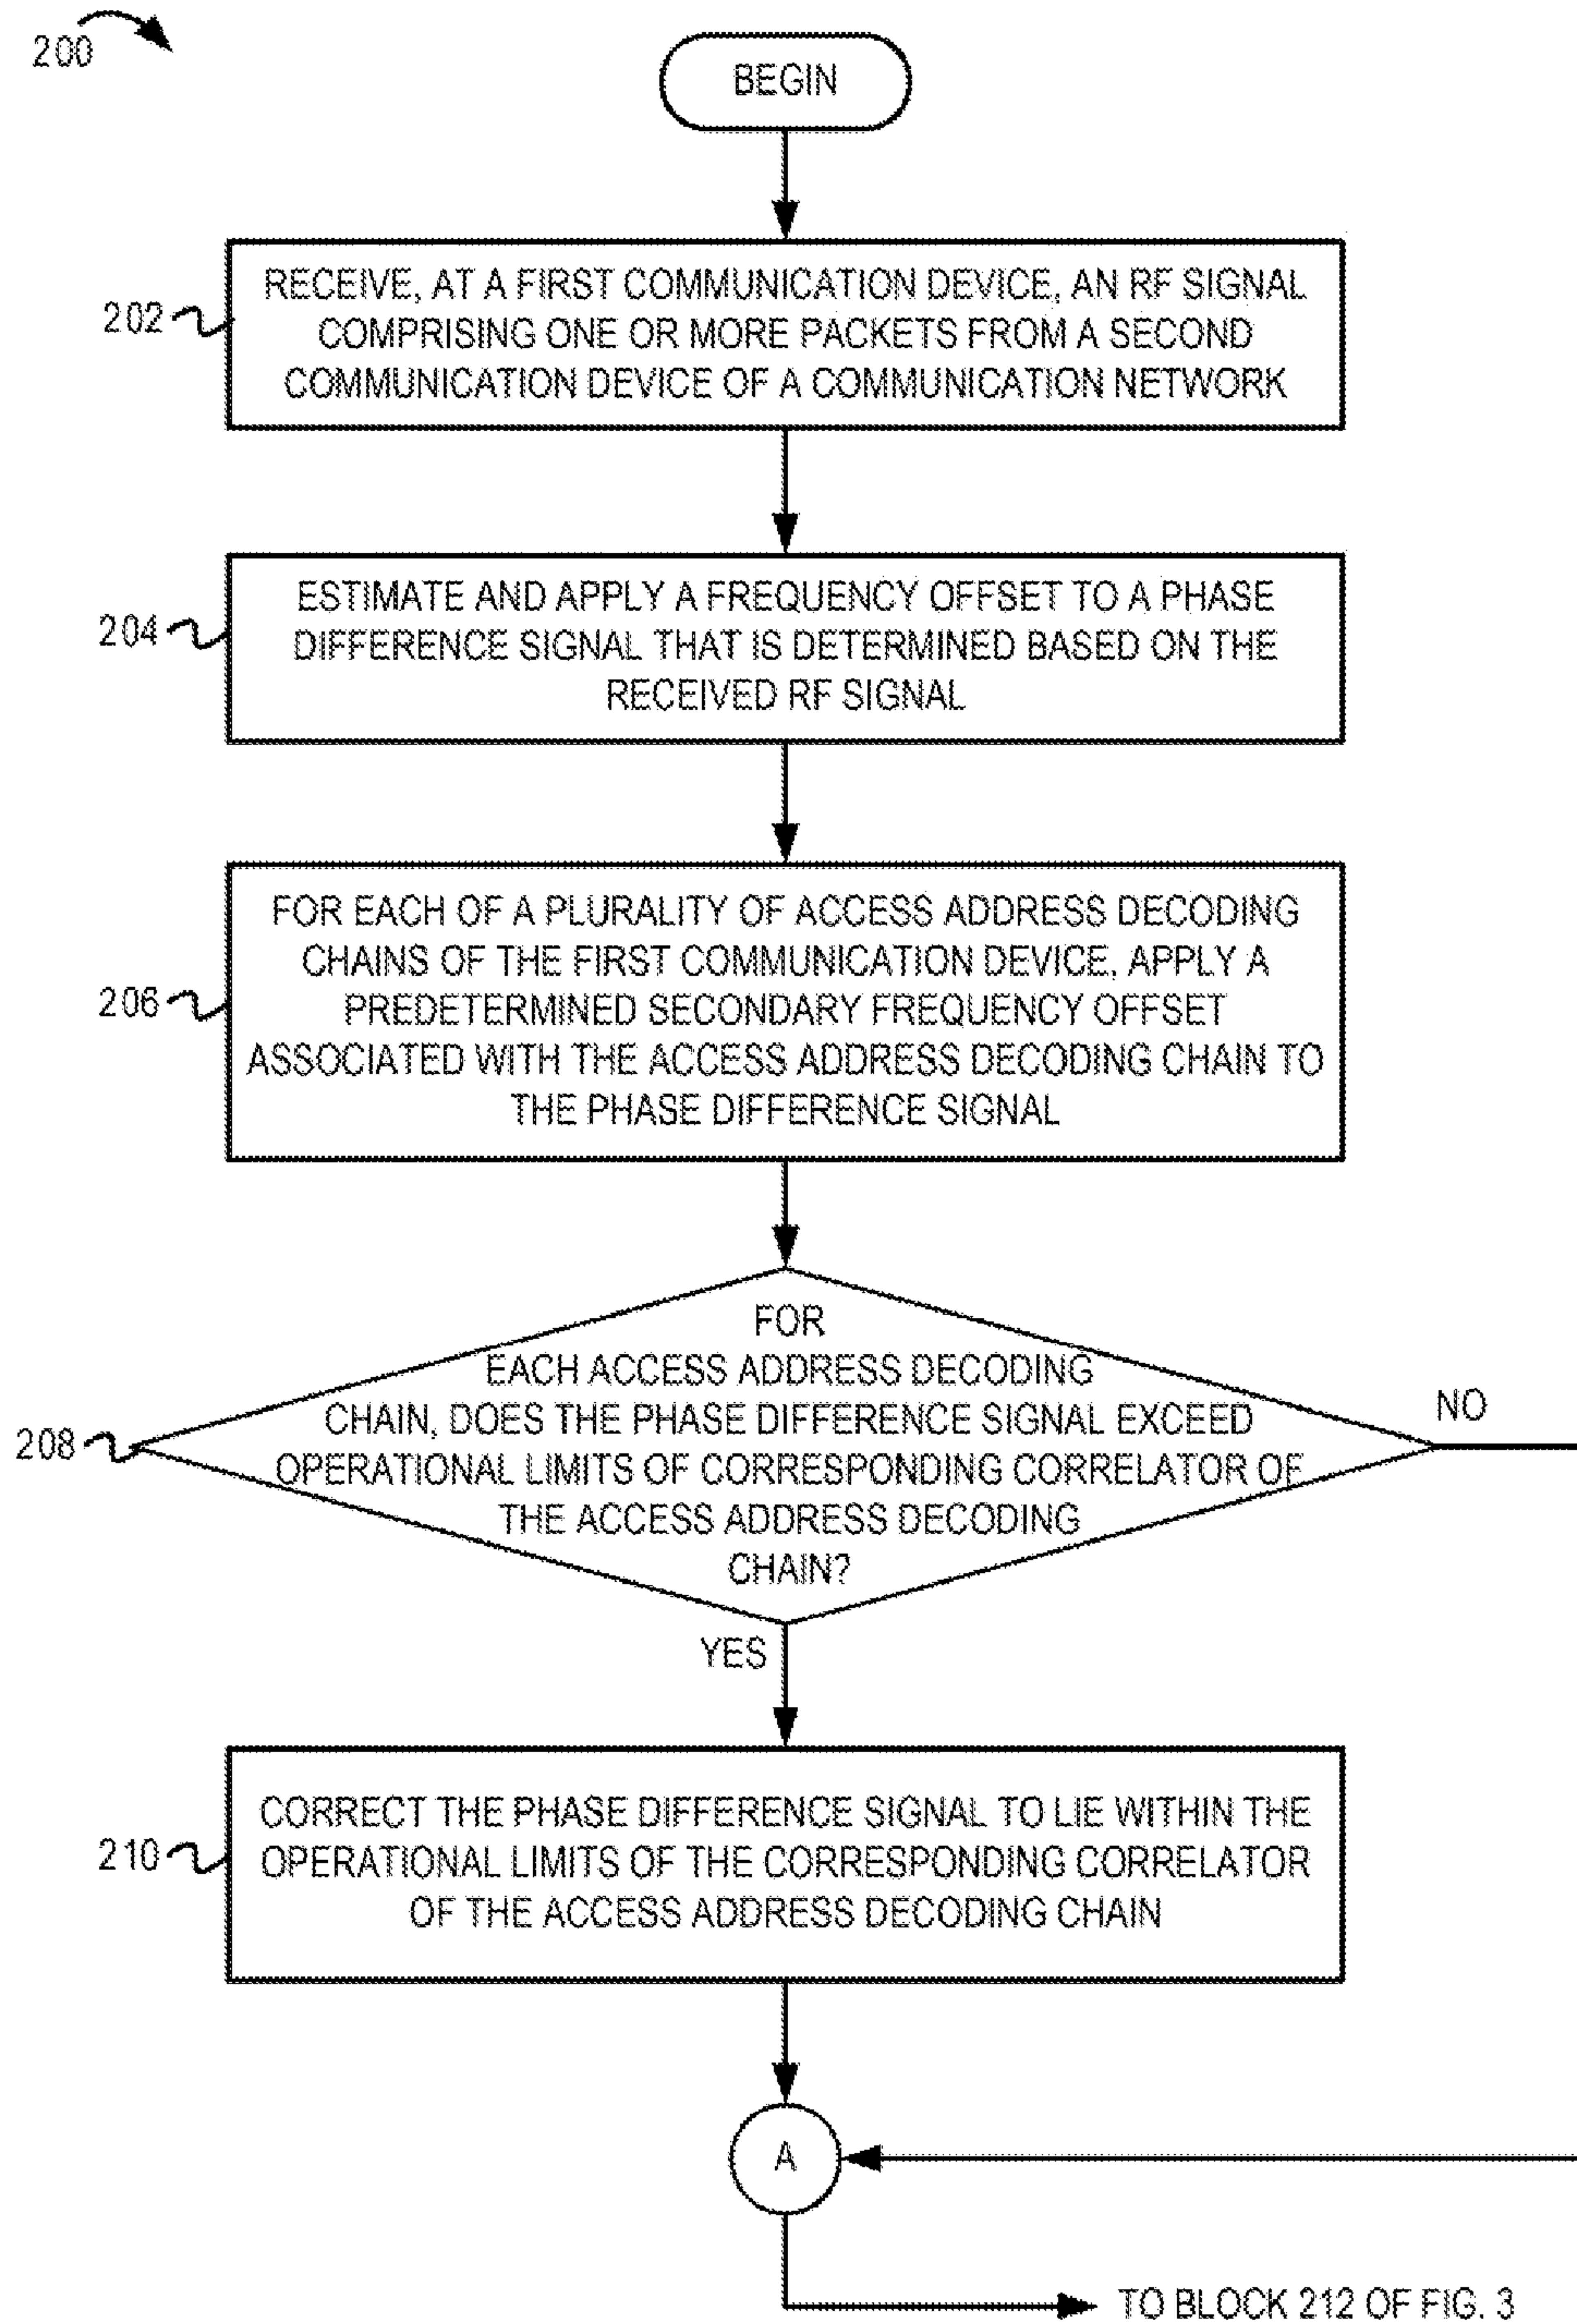 200
BEGIN
202
RECEIVE, AT A FIRST COMMUNICATION DEVICE, AN RF SIGNAL
COMPRISING ONE OR MORE PACKETS FROM A SECOND
COMMUNICATION DEVICE OF A COMMUNICATION NETWORK
204
ESTIMATE AND APPLY A FREQUENCY OFFSET TO A PHASE
DIFFERENCE SIGNAL THAT IS DETERMINED BASED ON THE
RECEIVED RF SIGNAL
206
FOR EACH OF A PLURALITY OF ACCESS ADDRESS DECODING
CHAINS OF THE FIRST COMMUNICATION DEVICE, APPLY A
PREDETERMINED SECONDARY FREQUENCY OFFSET
ASSOCIATED WITH THE ACCESS ADDRESS DECODING CHAIN TO
THE PHASE DIFFERENCE SIGNAL
208
FOR
EACH ACCESS ADDRESS DECODING
CHAIN, DOES THE PHASE DIFFERENCE SIGNAL EXCEED
OPERATIONAL LIMITS OF CORRESPONDING CORRELATOR OF
THE ACCESS ADDRESS DECODING
CHAIN?
NO
YES
210
CORRECT THE PHASE DIFFERENCE SIGNAL TO LIE WITHIN THE
OPERATIONAL LIMITS OF THE CORRESPONDING CORRELATOR
OF THE ACCESS ADDRESS DECODING CHAIN
A
TO BLOCK 212 OF FIG. 3